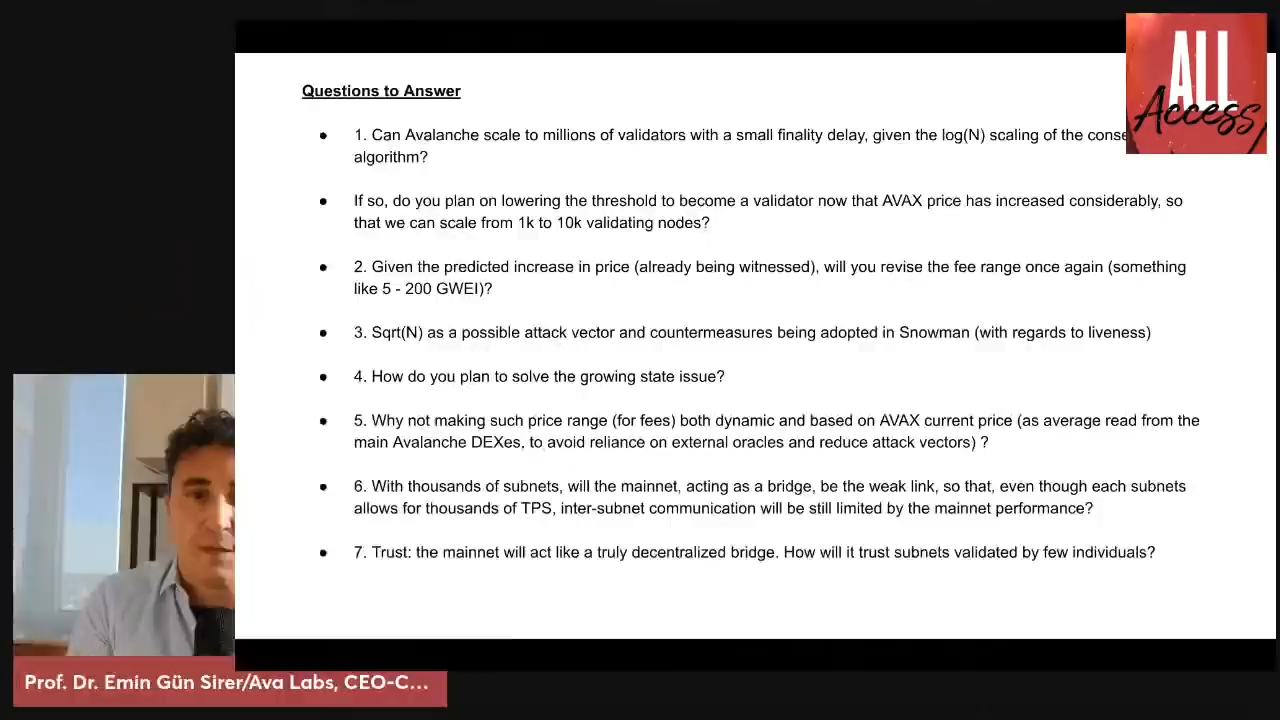 ALL
Access
Questions to Answer
1. Can Avalanche scale to millions of validators with a small finality delay, given the log(N) scaling of the conse
algorithm?
If so, do you plan on lowering the threshold to become a validator now that AVAX price has increased considerably, so
that we can scale from 1k to 10k validating nodes?
2. Given the predicted increase in price (already being witnessed), will you revise the fee range once again (something
like 5 - 200 GWEI)?
3. Sqrt(N) as a possible attack vector and countermeasures being adopted in Snowman (with regards to liveness)
4. How do you plan to solve the growing state issue?
5. Why not making such price range (for fees) both dynamic and based on AVAX current price (as average read from the
main Avalanche DEXes, to avoid reliance on external oracles and reduce attack vectors) ?
6. With thousands of subnets, will the mainnet, acting as a bridge, be the weak link, so that, even though each subnets
allows for thousands of TPS, inter-subnet communication will be still limited by the mainnet performance?
7. Trust: the mainnet will act like a truly decentralized bridge. How will it trust subnets validated by few individuals?
Prof. Dr. Emin Gün Sirer/Ava Labs, CEO-C...